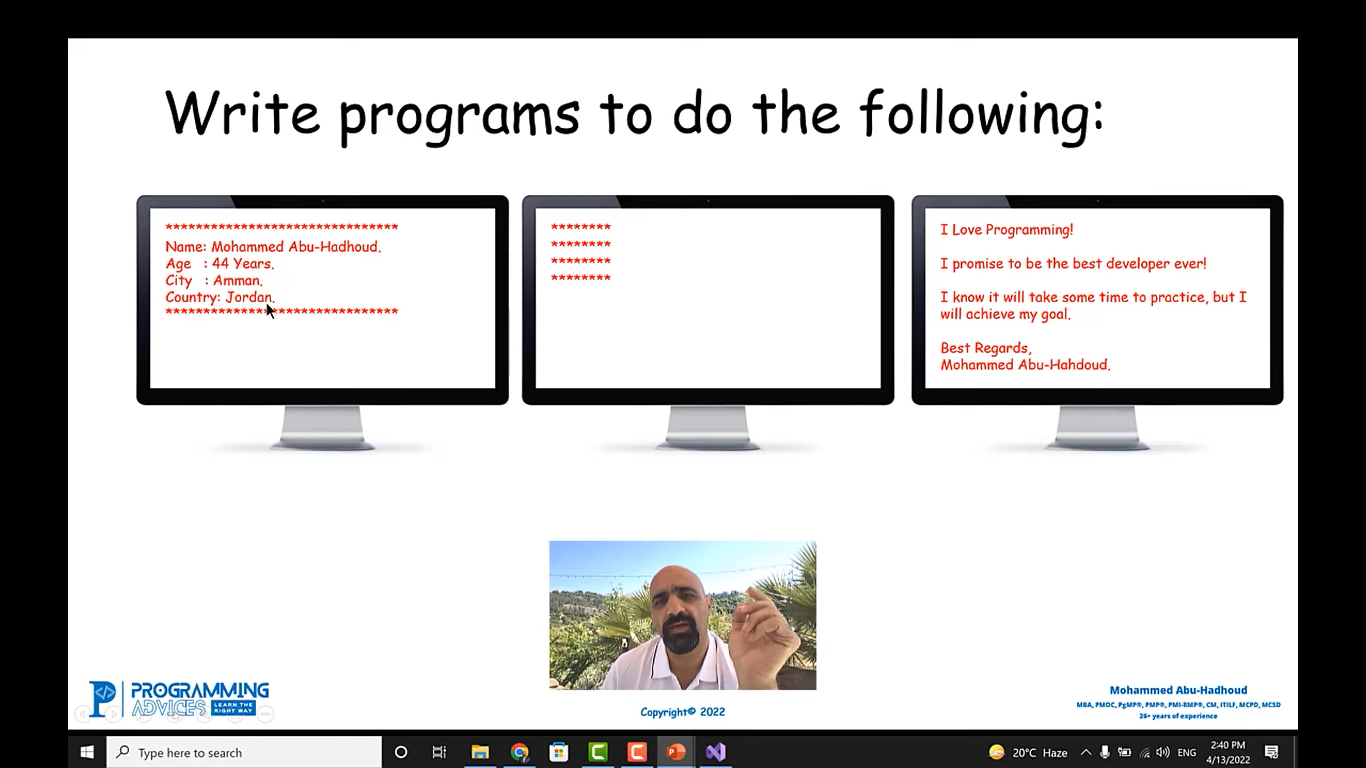 Write programs to do the following:
*******************************
Name: Mohammed Abu-Hadhoud.
Age : 44 Years.
City : Amman.
Country: Jordan.
*******************************
********
********
********
********
I Love Programming!
I promise to be the best developer ever!
I know it will take some time to practice, but I
will achieve my goal.
Best Regards,
Mohammed Abu-Hahdoud.
P </>
PROGRAMMING
ADVICES
LEARN THE
RIGHT WAY
Copyright© 2022
Mohammed Abu-Hadhoud
MBA, PMOC, PgMP®, PMP®, PMI-RMP®, CM, ITILF, MCPD, MCSD
26+ years of experience
Type here to search
20°C Haze
ENG
2:40 PM
4/13/2022